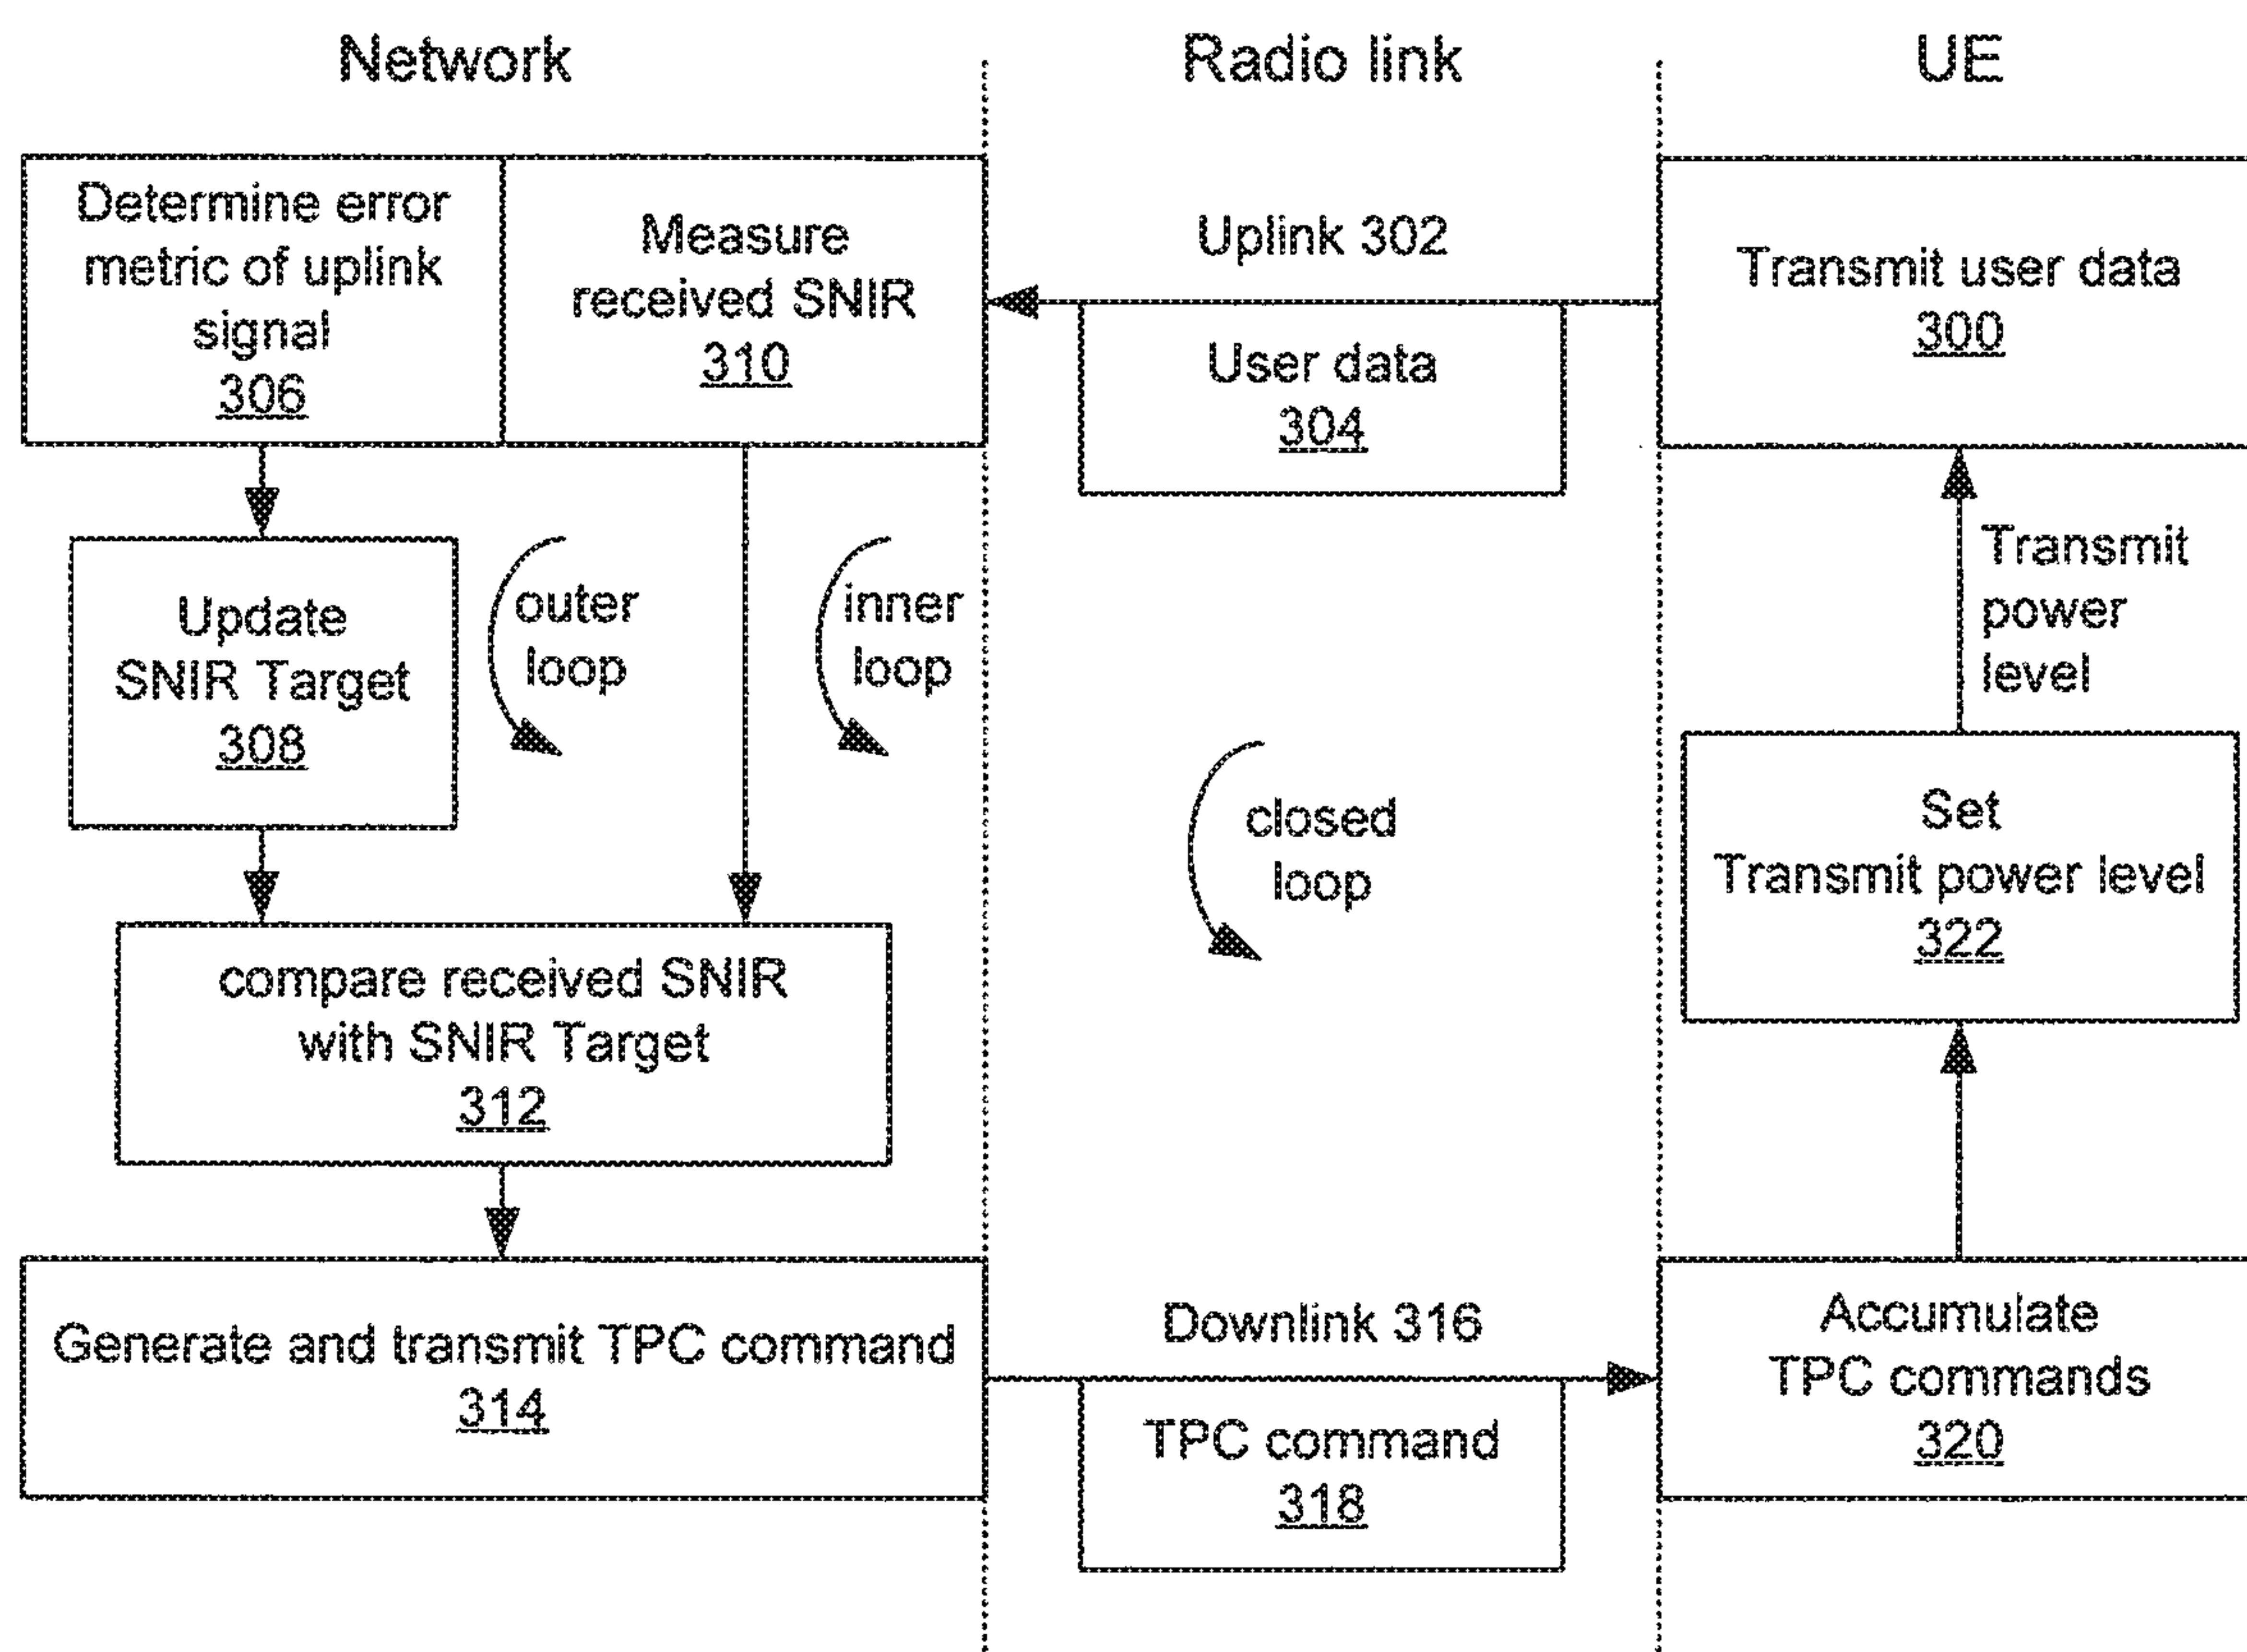 Network
Radio link
UE
Determine error
metric of uplink
signal
306
Measure
received SNIR
310
Uplink 302
User data
304
Transmit user data
300
Update
SNIR Target
308
outer
loop
inner
loop
closed
loop
Transmit
power
level
Set
Transmit power level
322
compare received SNIR
with SNIR Target
312
Generate and transmit TPC command
314
Downlink 316
TPC command
318
Accumulate
TPC commands
320